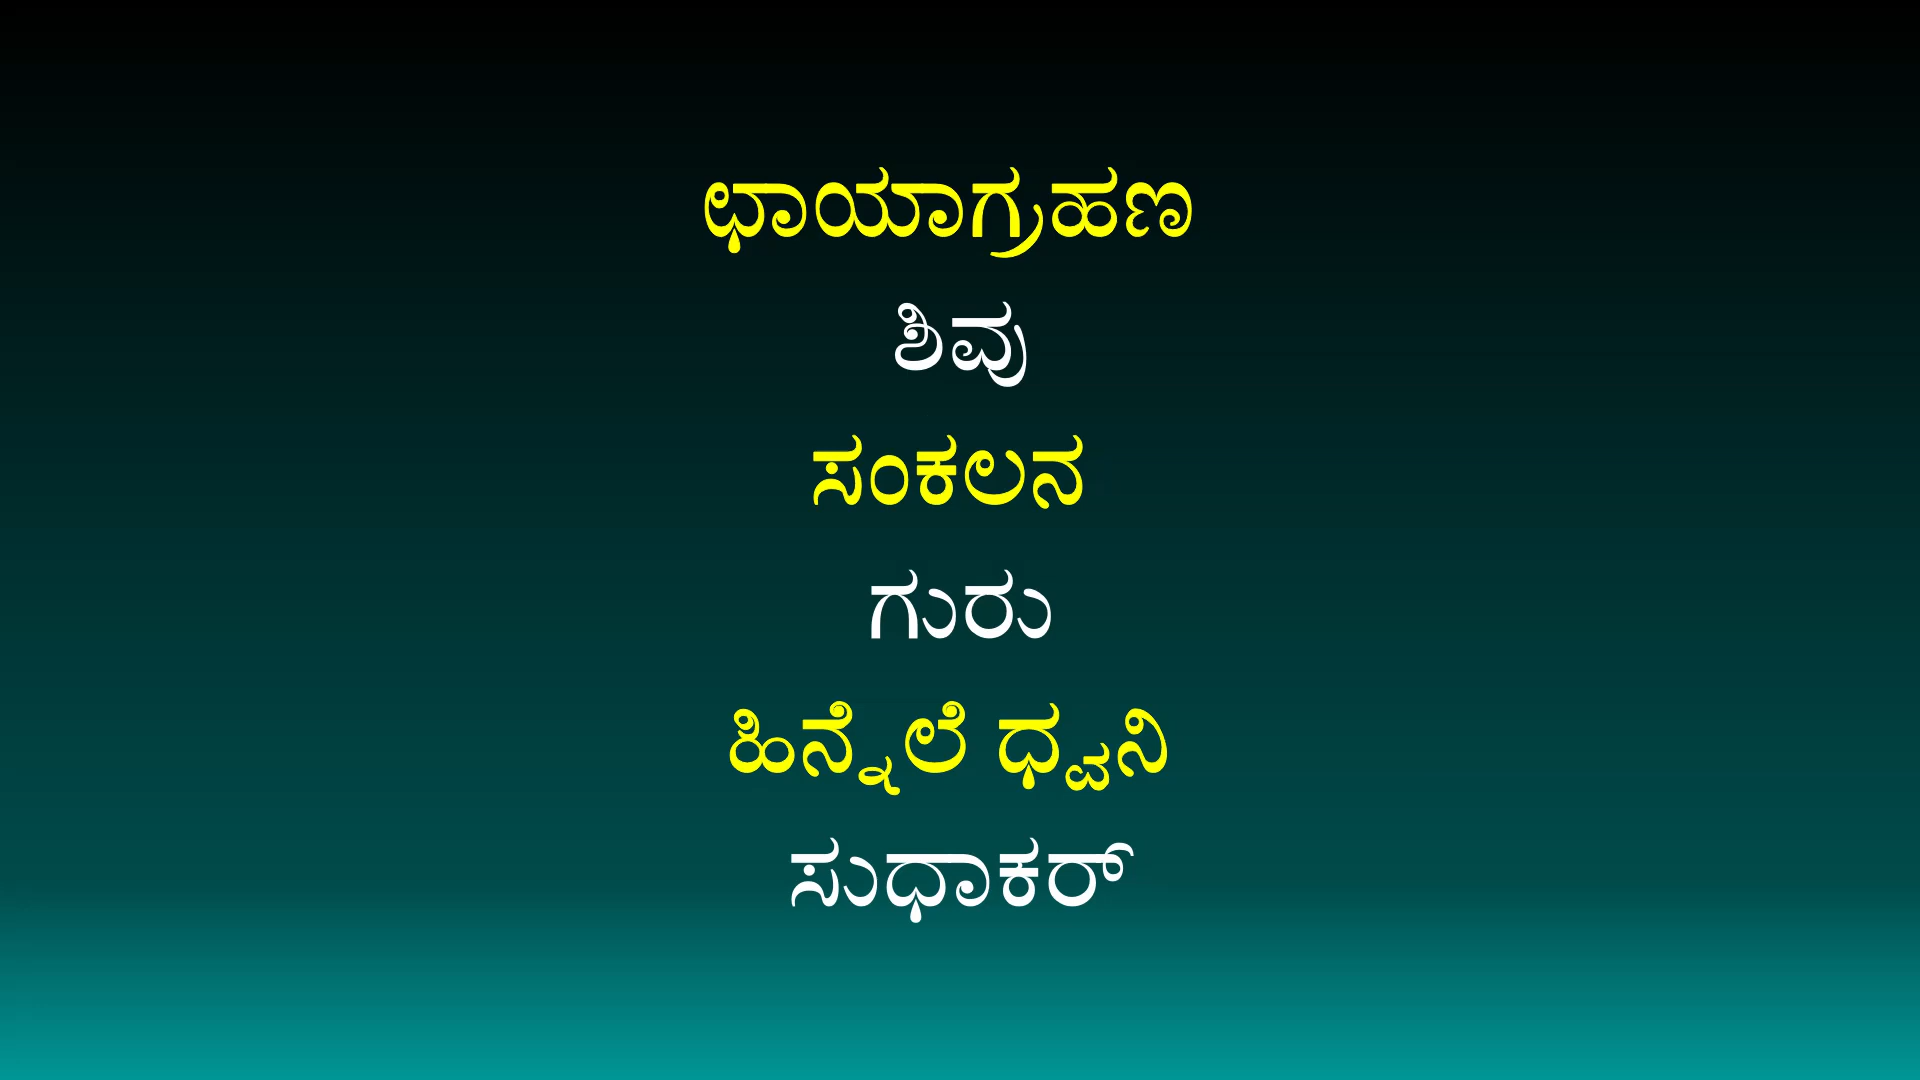 ಛಾಯಾಗ್ರಹಣ
ಶಿವು
ಸಂಕಲನ
ಗುರು
ಹಿನ್ನೆಲೆ ಧ್ವನಿ
ಸುಧಾಕರ್